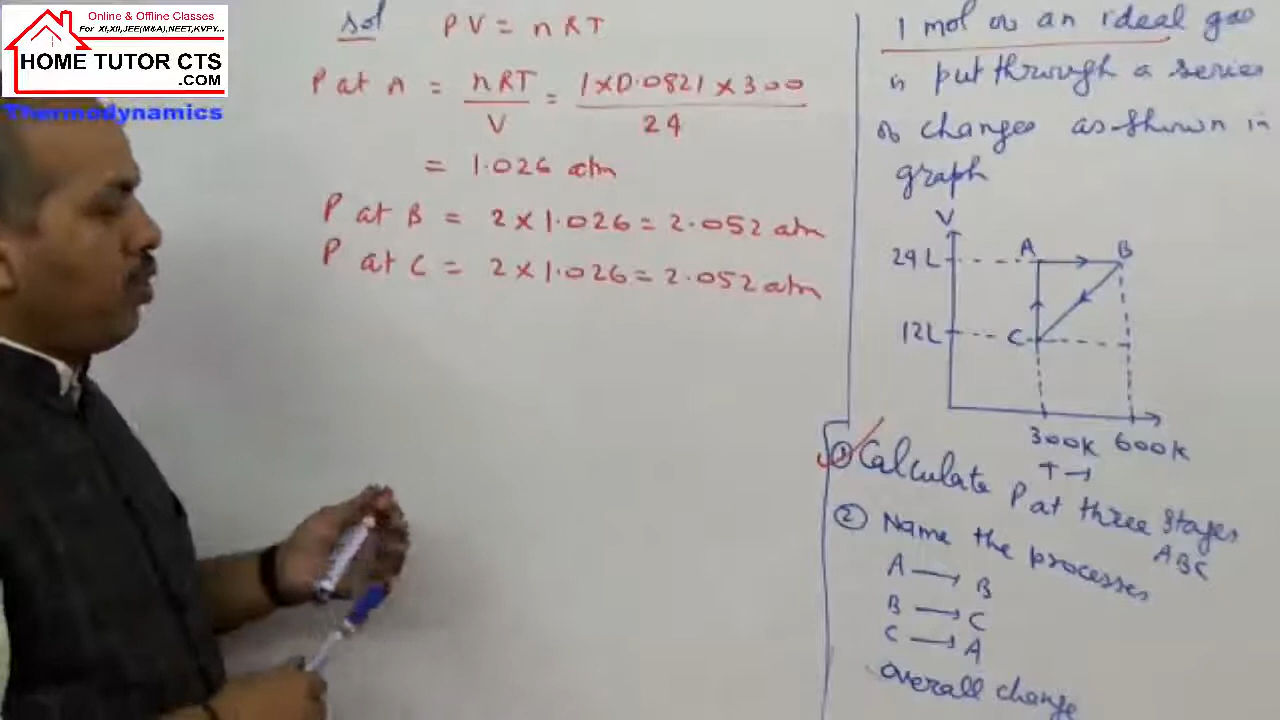 Online & Offline Classes
For XI,XII,JEE(M&A),NEET,KVPY...
HOME TUTOR CTS
.COM
Thermodynamics
Sol PV = nRT
P at A = nRT / V = 1 x 0.0821 x 300 / 24
= 1.026 atm
P at B = 2 x 1.026 = 2.052 atm
P at C = 2 x 1.026 = 2.052 atm
1 mol of an ideal gas
is put through a series
of changes as shown in
graph
V
24 L A B
12L C
300K 600K
T →
① Calculate P at three stages
ABC
② Name the processes
A → B
B → C
C → A
overall change